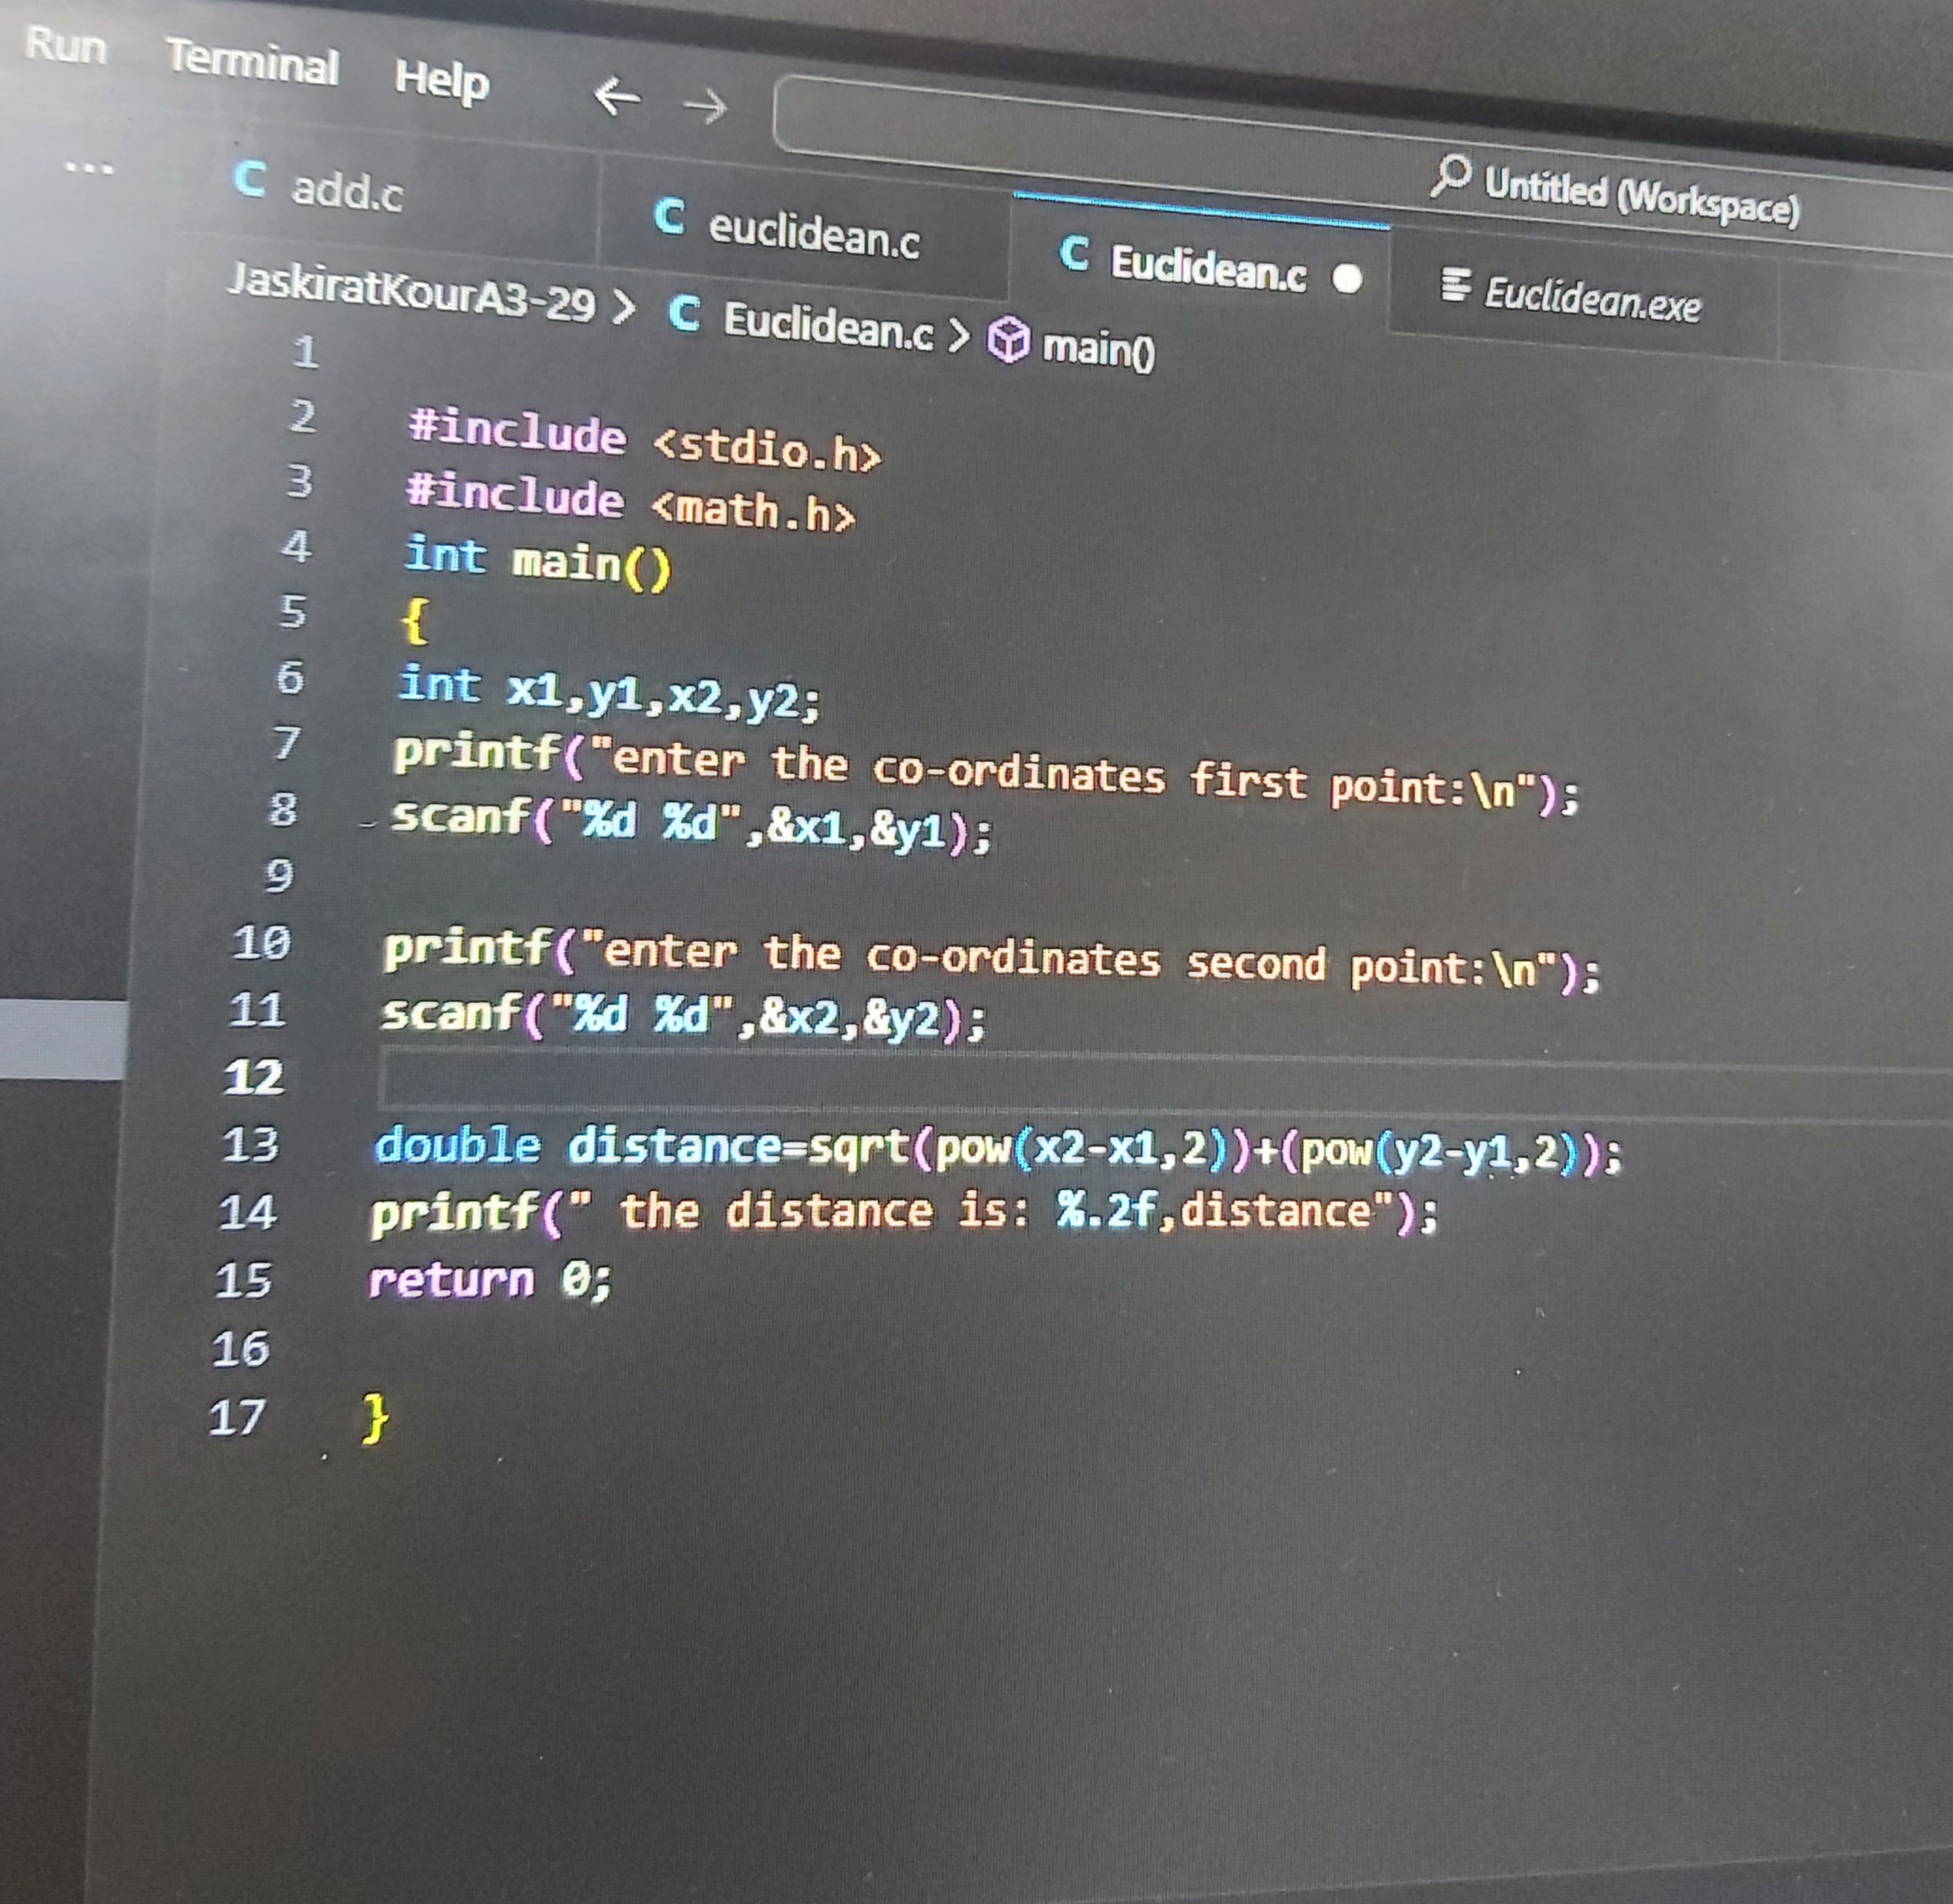 Run Terminal Help ← →
Untitled (Workspace)
...
C add.c
C euclidean.c
C Euclidean.c ●
Euclidean.exe
JaskiratKourA3-29 > C Euclidean.c > main()
1
2 #include <stdio.h>
3 #include <math.h>
4 int main()
5 {
6 int x1,y1,x2,y2;
7 printf("enter the co-ordinates first point:\n");
8 scanf("%d %d",&x1,&y1);
9
10 printf("enter the co-ordinates second point:\n");
11 scanf("%d %d",&x2,&y2);
12
13 double distance=sqrt(pow(x2-x1,2))+(pow(y2-y1,2));
14 printf(" the distance is: %.2f,distance");
15 return 0;
16
17 }